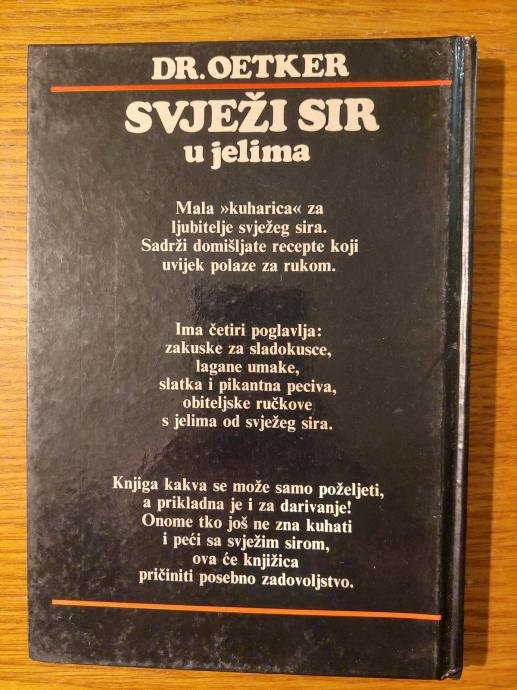 DR. OETKER
SVJEŽI SIR
u jelima
Mala »kuharica« za
ljubitelje svježeg sira.
Sadrži domišljate recepte koji
uvijek polaze za rukom.
Ima četiri poglavlja:
zakuske za sladokusce,
lagane umake,
slatka i pikantna peciva,
obiteljske ručkove
s jelima od svježeg sira.
Knjiga kakva se može samo poželjeti,
a prikladna je i za darivanje!
Onome tko još ne zna kuhati
i peći sa svježim sirom,
ova će knjižica
pričiniti posebno zadovoljstvo.